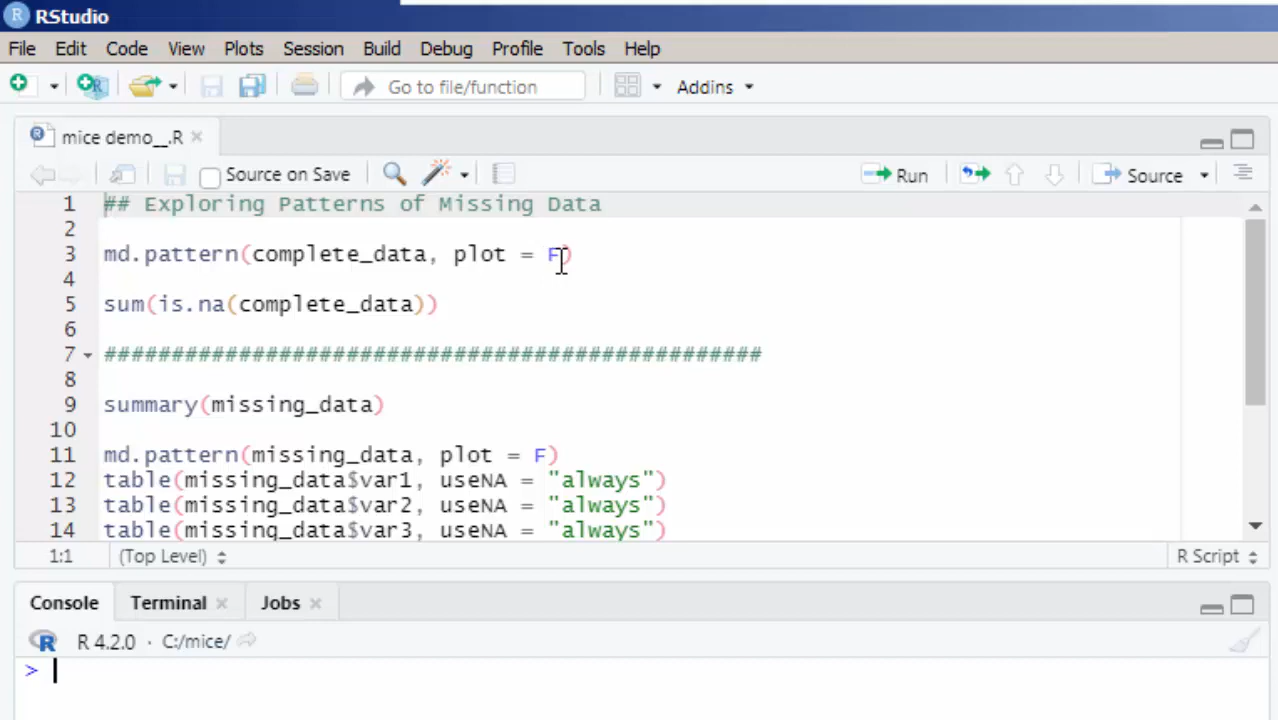 RStudio
File Edit Code View Plots Session Build Debug Profile Tools Help
Go to file/function Addins
mice demo__.R
Source on Save Run Source
1 ## Exploring Patterns of Missing Data
2
3 md.pattern(complete_data, plot = F)
4
5 sum(is.na(complete_data))
6
7 #################################################
8
9 summary(missing_data)
10
11 md.pattern(missing_data, plot = F)
12 table(missing_data$var1, useNA = "always")
13 table(missing_data$var2, useNA = "always")
14 table(missing_data$var3, useNA = "always")
1:1 (Top Level) R Script
Console Terminal Jobs
R 4.2.0 · C:/mice/
>